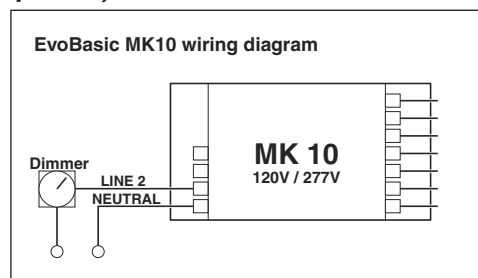 EvoBasic MK10 wiring diagram
MK 10
120V / 277V
Dimmer
LINE 2
NEUTRAL